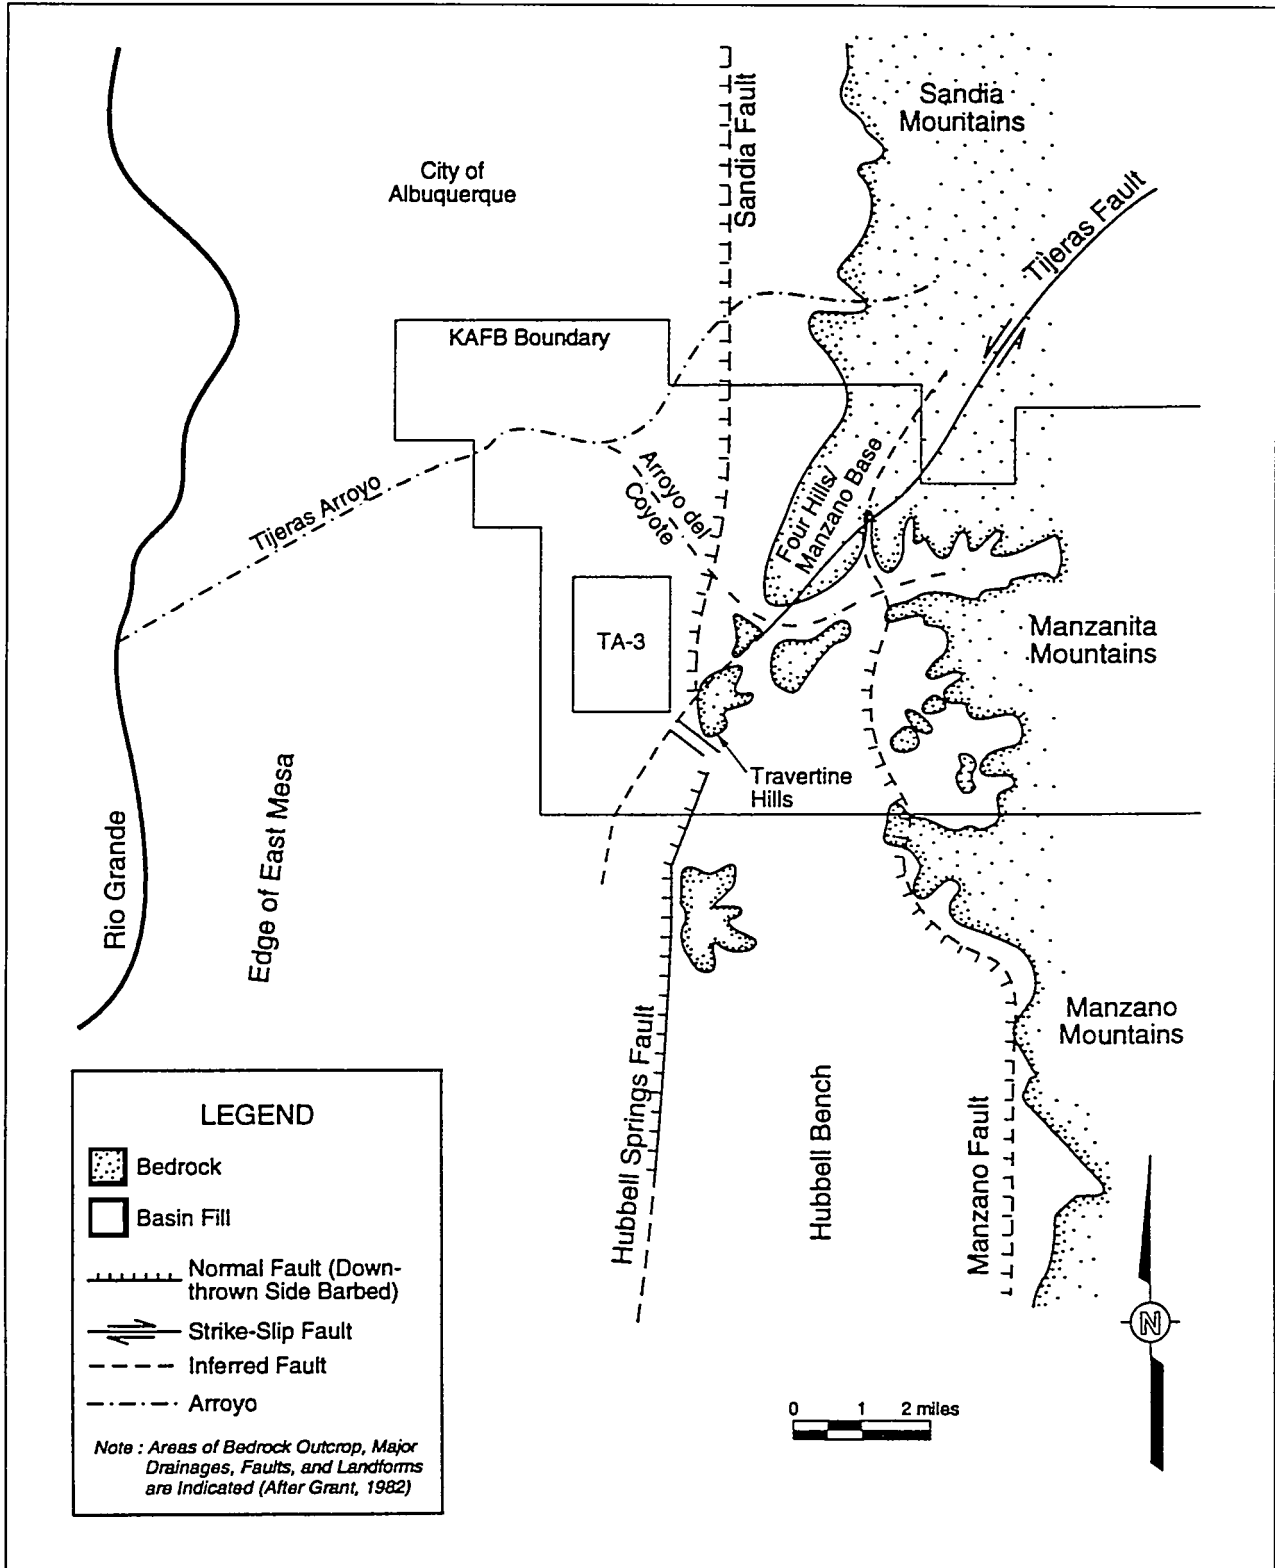 Sandia
Mountains
Sandia Fault
City of
Albuquerque
Tijeras Fault
KAFB Boundary
Four Hills/
Manzano Base
Arroyo del
Coyote
Tijeras Arroyo
TA-3
Manzanita
Mountains
Travertine
Hills
Rio Grande
Edge of East Mesa
Manzano
Mountains
Hubbell Springs Fault
Hubbell Bench
Manzano Fault
LEGEND
Bedrock
Basin Fill
Normal Fault (Down-
thrown Side Barbed)
Strike-Slip Fault
Inferred Fault
Arroyo
Note : Areas of Bedrock Outcrop, Major
Drainages, Faults, and Landforms
are Indicated (After Grant, 1982)
N
0 1 2 miles